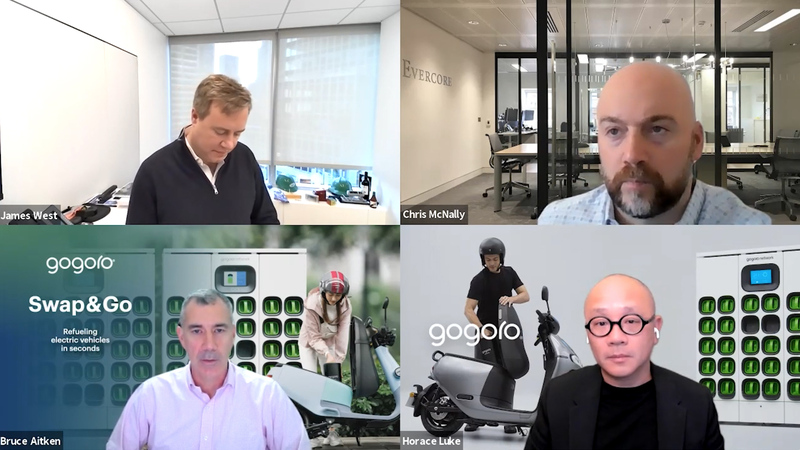 EVERCORE
James West
Chris McNally
gogoro
Swap&Go
Refueling
electric vehicles
in seconds
gogoro
Bruce Aitken
Horace Luke